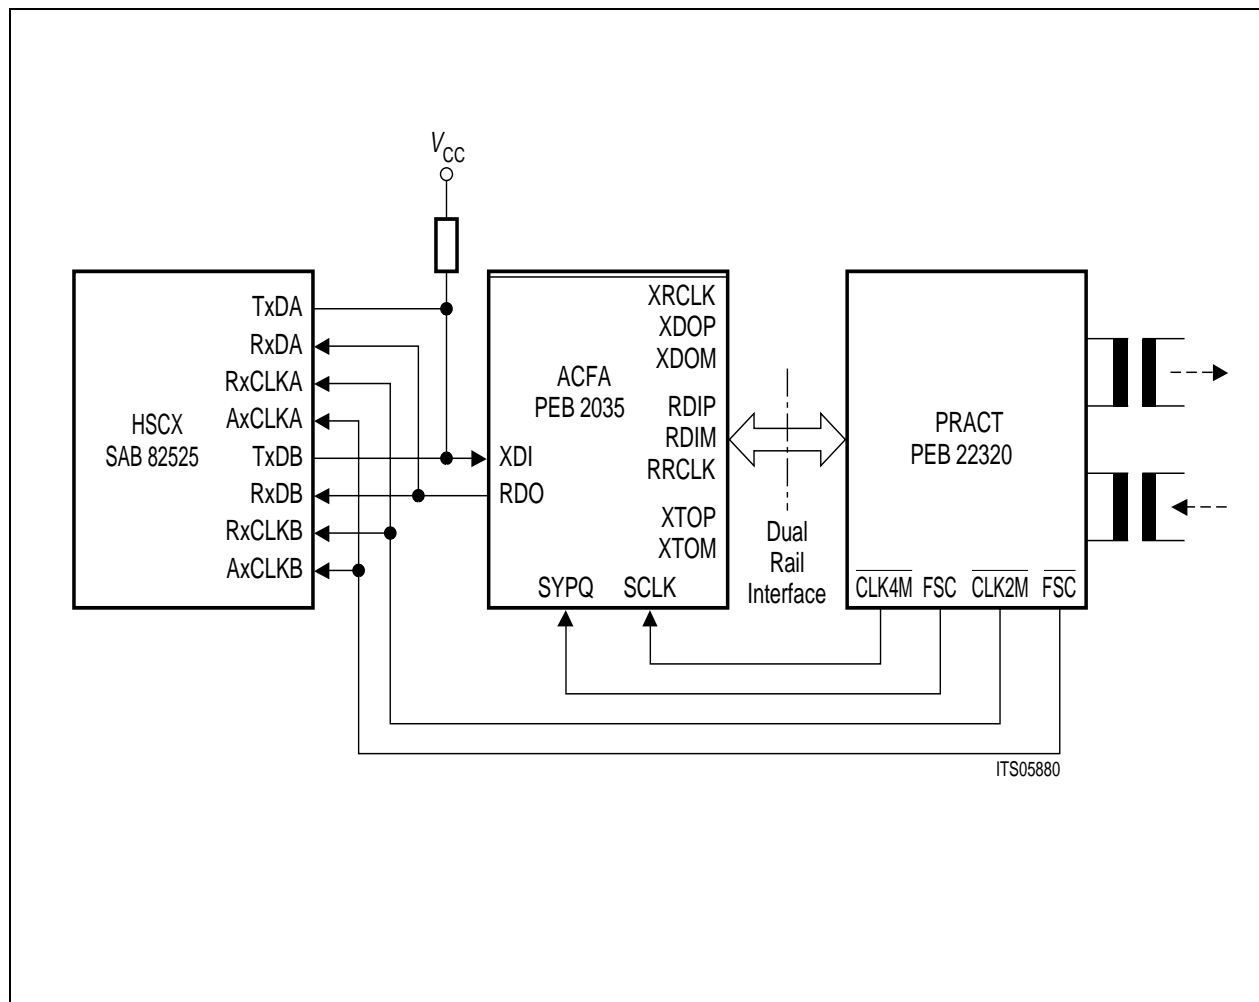 V CC
HSCX
SAB 82525
TxDA
RxDA
RxCLKA
AxCLKA
TxDB
RxDB
RxCLKB
AxCLKB
ACFA
PEB 2035
XDI
RDO
XRCLK
XDOP
XDOM
RDIP
RDIM
RRCLK
XTOP
XTOM
SYPQ SCLK
Dual
Rail
Interface
PRACT
PEB 22320
CLK4M FSC CLK2M FSC
ITS05880